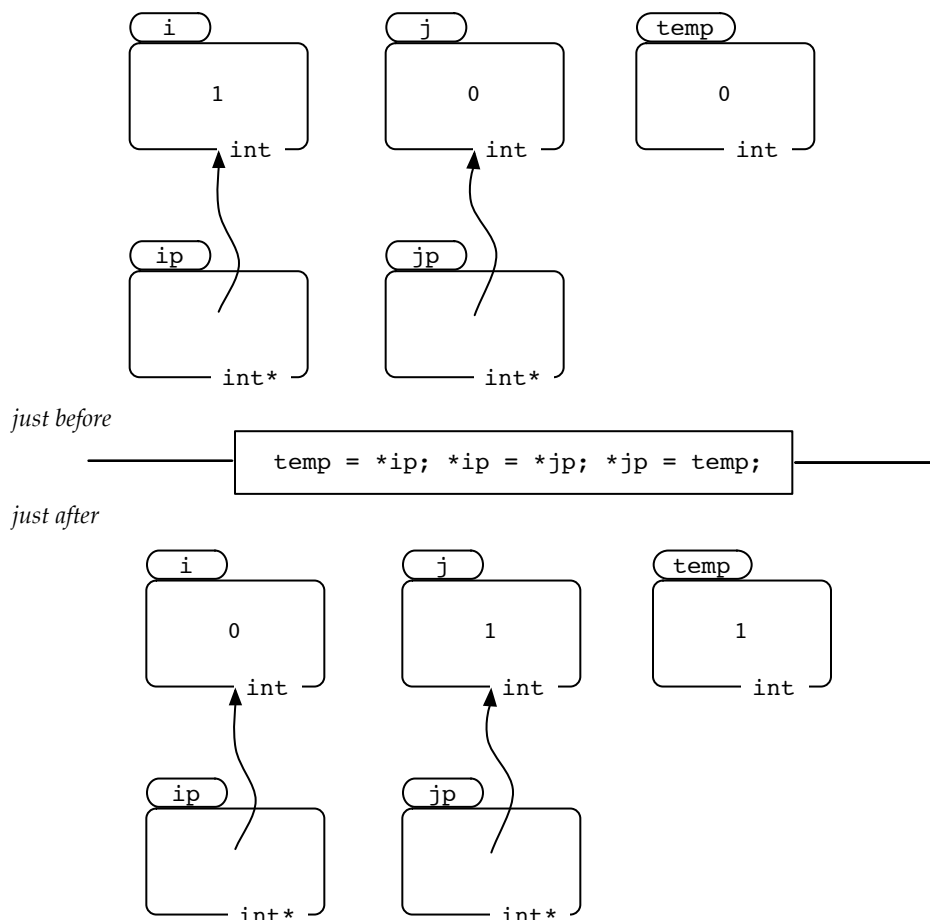 i j temp
1 0 0
int int int
ip jp
int* int*
just before
temp = *ip; *ip = *jp; *jp = temp;
just after
i j temp
0 1 1
int int int
ip jp
int* int*